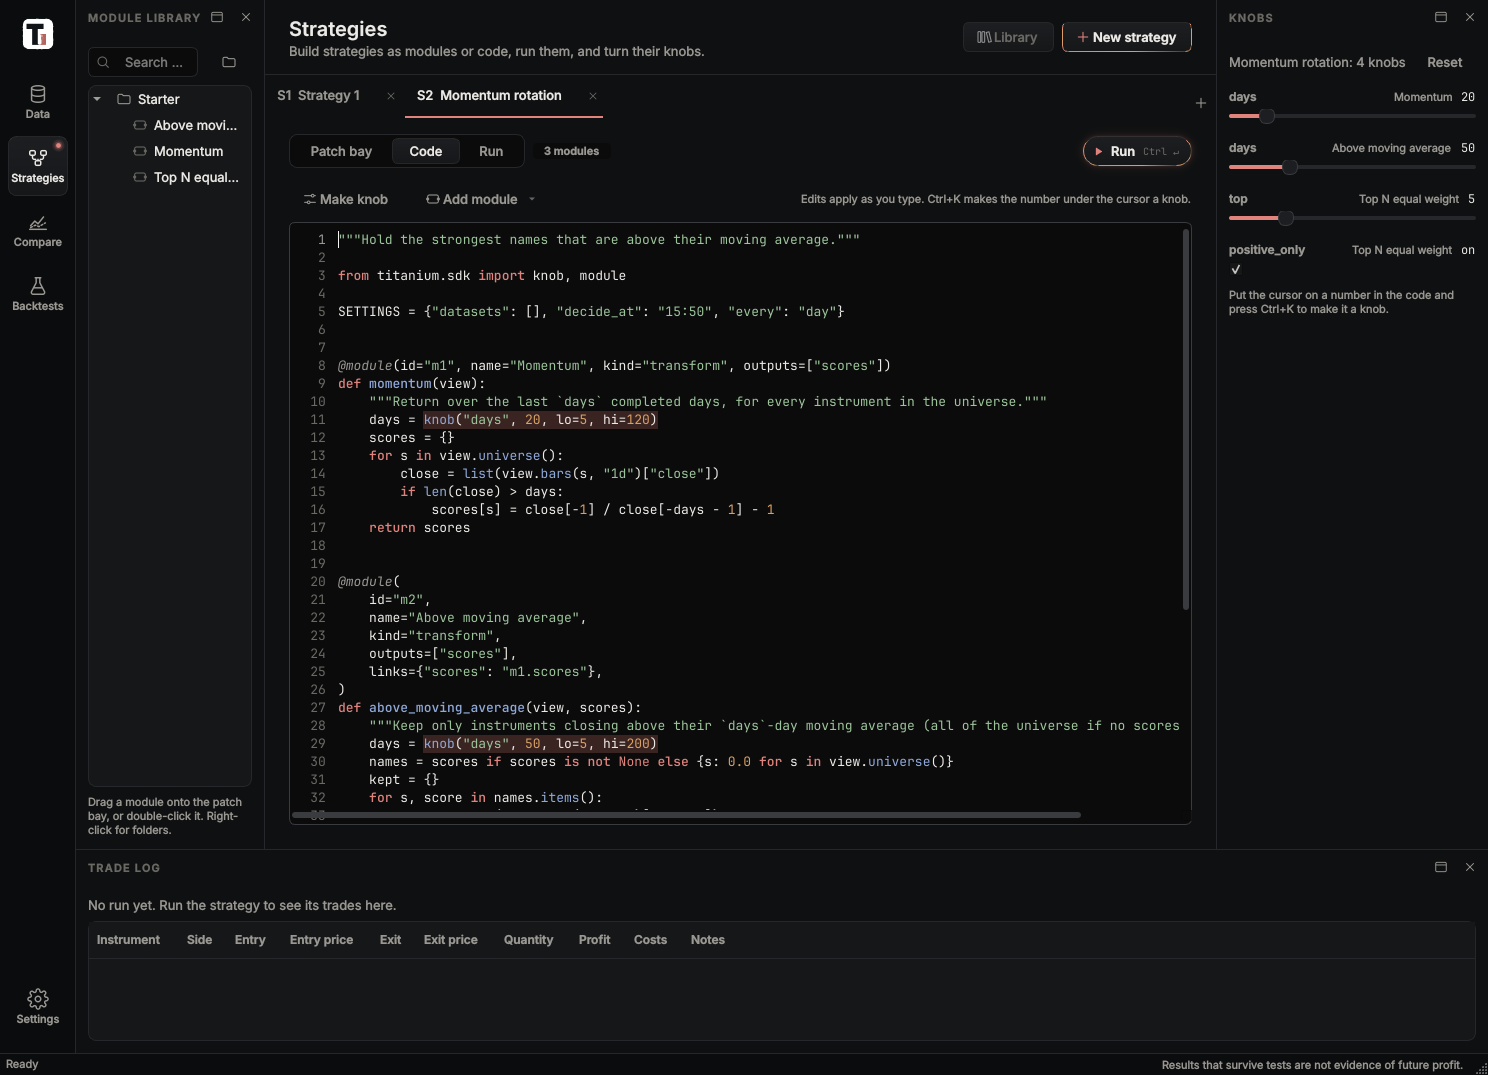 Ti
Data
Strategies
Compare
Backtests
Settings
MODULE LIBRARY
Search ...
Starter
Above movi...
Momentum
Top N equal...
Drag a module onto the patch
bay, or double-click it. Right-
click for folders.
Strategies
Build strategies as modules or code, run them, and turn their knobs.
Library
+ New strategy
S1 Strategy 1
S2 Momentum rotation
Patch bay
Code
Run
3 modules
Run Ctrl ↵
Make knob
Add module
Edits apply as you type. Ctrl+K makes the number under the cursor a knob.
1 """Hold the strongest names that are above their moving average."""
2
3 from titanium.sdk import knob, module
4
5 SETTINGS = {"datasets": [], "decide_at": "15:50", "every": "day"}
6
7
8 @module(id="m1", name="Momentum", kind="transform", outputs=["scores"])
9 def momentum(view):
10     """Return over the last `days` completed days, for every instrument in the universe."""
11     days = knob("days", 20, lo=5, hi=120)
12     scores = {}
13     for s in view.universe():
14         close = list(view.bars(s, "1d")["close"])
15         if len(close) > days:
16             scores[s] = close[-1] / close[-days - 1] - 1
17     return scores
18
19
20 @module(
21     id="m2",
22     name="Above moving average",
23     kind="transform",
24     outputs=["scores"],
25     links={"scores": "m1.scores"},
26 )
27 def above_moving_average(view, scores):
28     """Keep only instruments closing above their `days`-day moving average (all of the universe if no scores
29     days = knob("days", 50, lo=5, hi=200)
30     names = scores if scores is not None else {s: 0.0 for s in view.universe()}
31     kept = {}
32     for s, score in names.items():
KNOBS
Momentum rotation: 4 knobs
Reset
days Momentum 20
days Above moving average 50
top Top N equal weight 5
positive_only Top N equal weight on
Put the cursor on a number in the code and
press Ctrl+K to make it a knob.
TRADE LOG
No run yet. Run the strategy to see its trades here.
Instrument Side Entry Entry price Exit Exit price Quantity Profit Costs Notes
Ready
Results that survive tests are not evidence of future profit.